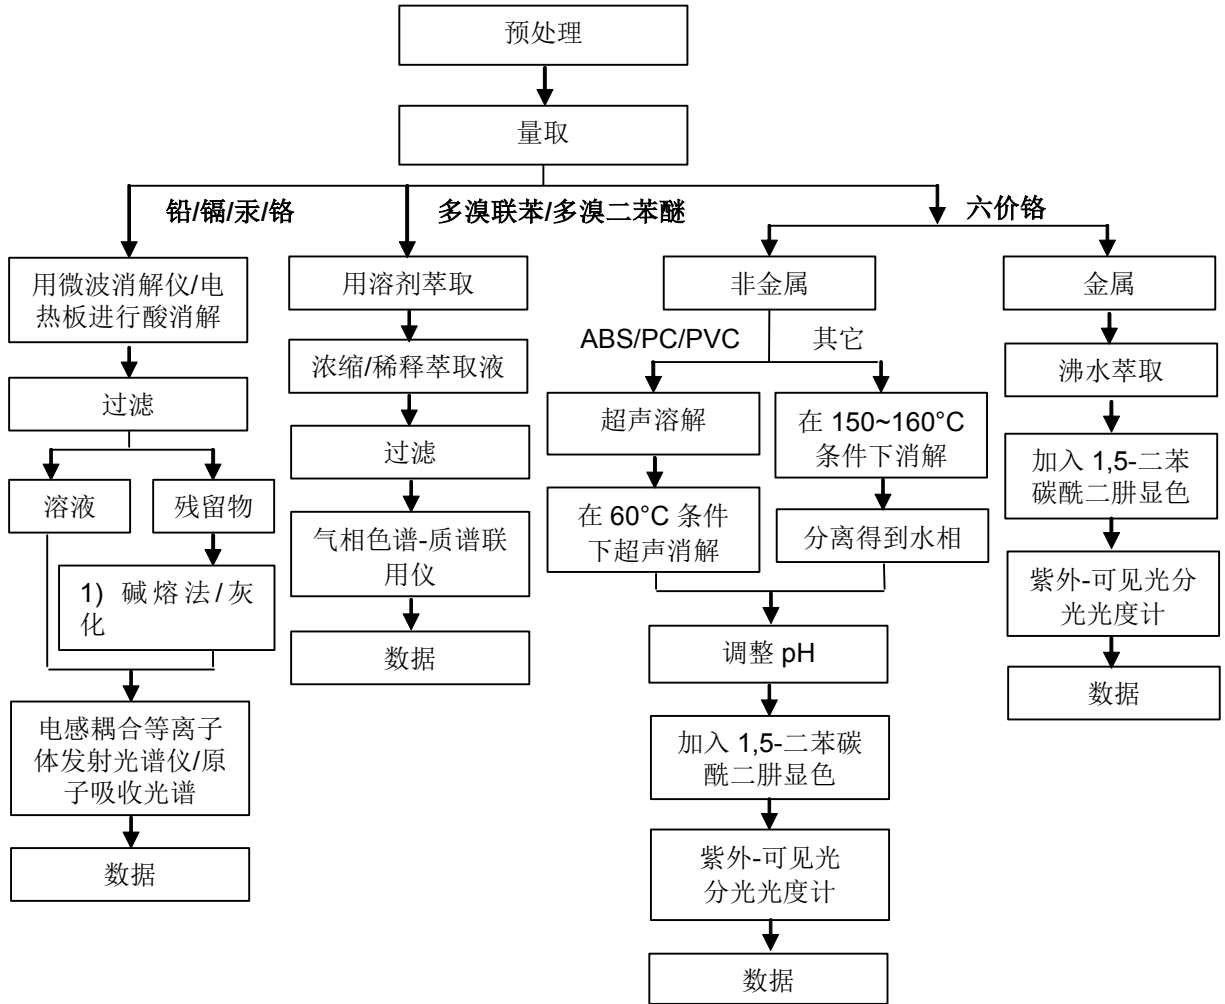 预处理
量取
铅/镉/汞/铬
多溴联苯/多溴二苯醚
六价铬
用微波消解仪/电
热板进行酸消解
过滤
溶液
残留物
1) 碱熔法/灰
化
电感耦合等离子
体发射光谱仪/原
子吸收光谱
数据
用溶剂萃取
浓缩/稀释萃取液
过滤
气相色谱-质谱联
用仪
数据
非金属
ABS/PC/PVC
其它
超声溶解
在 60°C 条件
下超声消解
在 150~160°C
条件下消解
分离得到水相
调整 pH
加入 1,5-二苯碳
酰二肼显色
紫外-可见光
分光光度计
数据
金属
沸水萃取
加入 1,5-二苯
碳酰二肼显色
紫外-可见光分
光光度计
数据